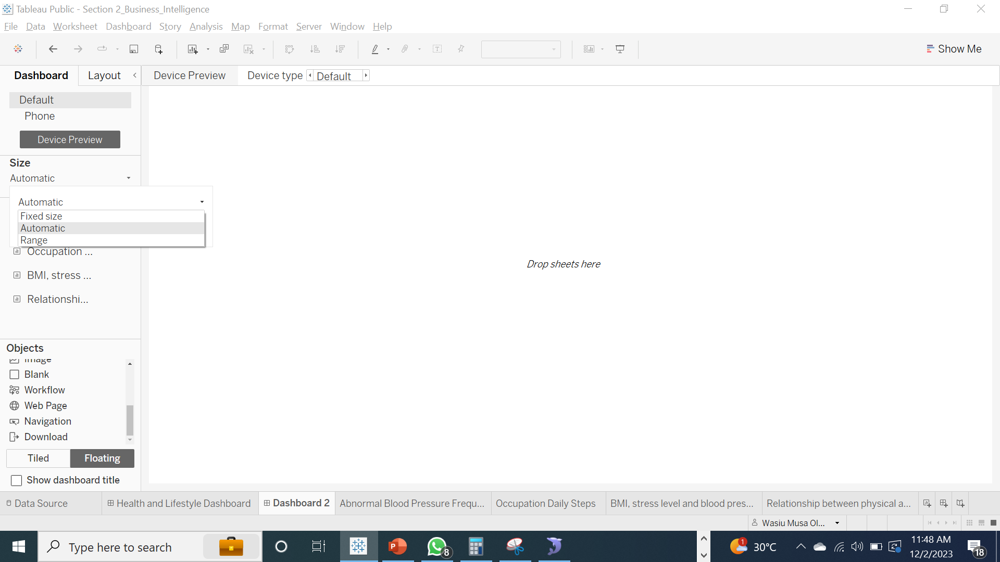 Tableau Public - Section 2_Business_Intelligence
File Data Worksheet Dashboard Story Analysis Map Format Server Window Help
Show Me
Dashboard Layout Device Preview Device type Default
Default
Phone
Device Preview
Size
Automatic
Automatic
Fixed size
Automatic
Range
Occupation ...
BMI, stress ...
Relationshi...
Drop sheets here
Objects
Image
Blank
Workflow
Web Page
Navigation
Download
Tiled Floating
Show dashboard title
Data Source Health and Lifestyle Dashboard Dashboard 2 Abnormal Blood Pressure Frequ... Occupation Daily Steps BMI, stress level and blood pres... Relationship between physical a...
Wasiu Musa Ol...
Type here to search P 8 1 30°C 11:48 AM
12/2/2023 18